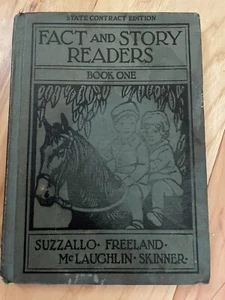 STATE CONTRACT EDITION
FACT AND STORY
READERS
BOOK ONE
SUZZALLO · FREELAND ·
MCLAUGHLIN · SKINNER ·